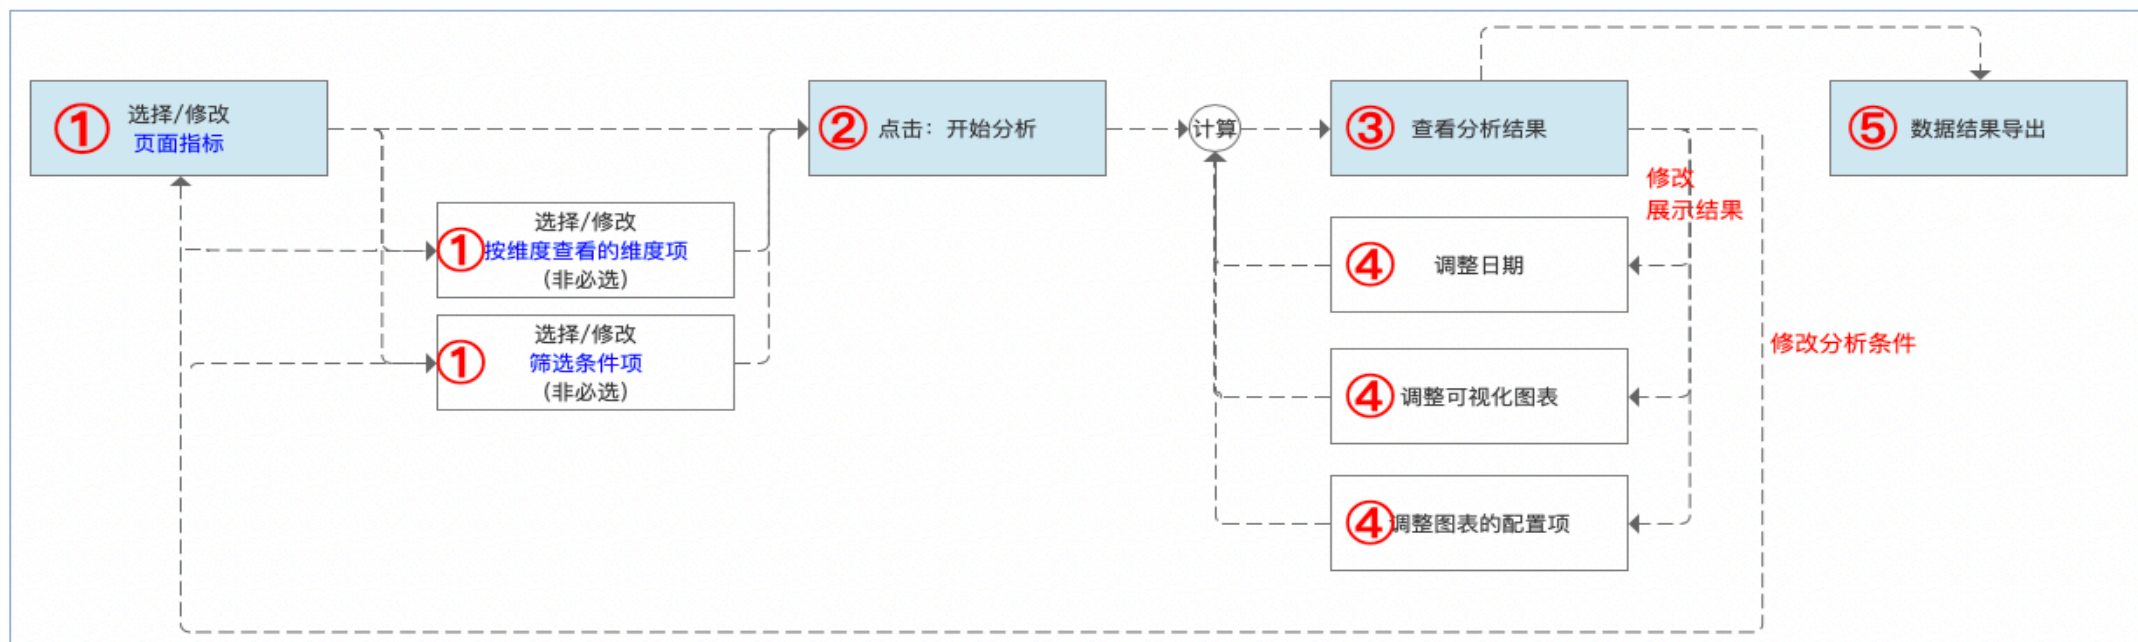 ① 选择/修改
页面指标
① 选择/修改
按维度查看的维度项
(非必选)
① 选择/修改
筛选条件项
(非必选)
② 点击：开始分析
计算
③ 查看分析结果
修改
展示结果
④ 调整日期
④ 调整可视化图表
④ 调整图表的配置项
修改分析条件
⑤ 数据结果导出